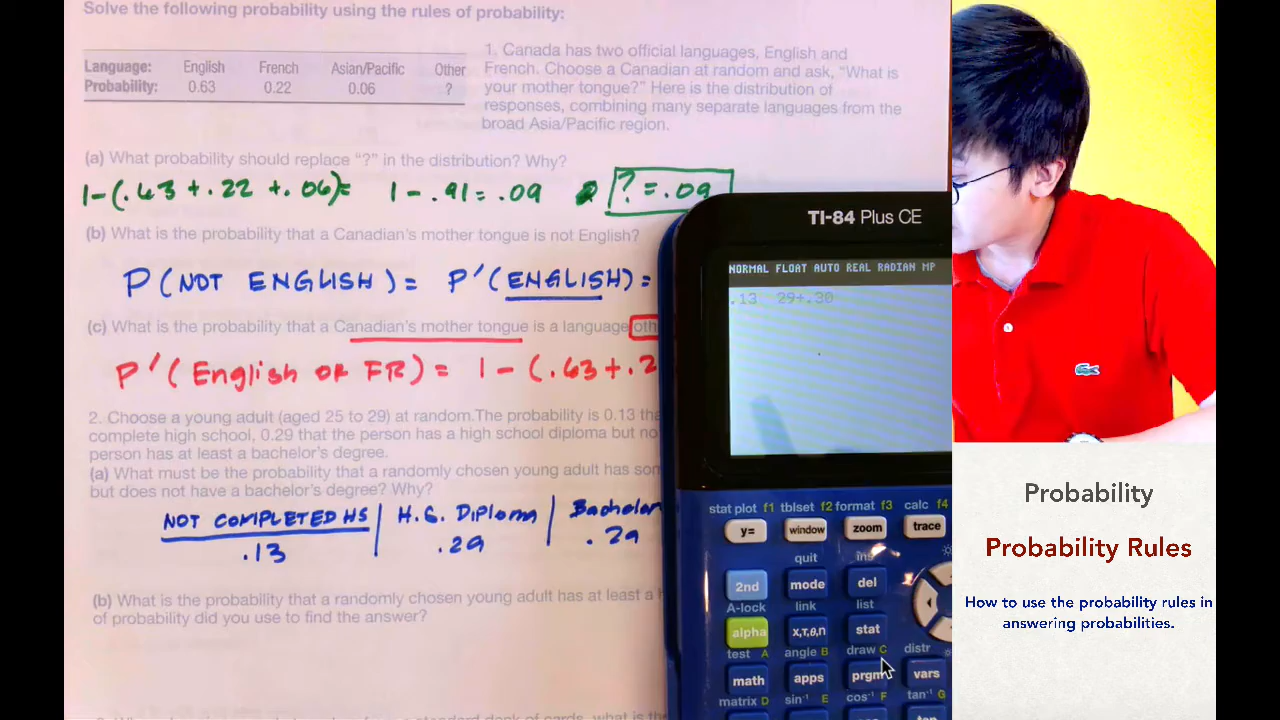 Solve the following probability using the rules of probability:
Language: English French Asian/Pacific Other
Probability: 0.63 0.22 0.06 ?
1. Canada has two official languages, English and
French. Choose a Canadian at random and ask, "What is
your mother tongue?" Here is the distribution of
responses, combining many separate languages from the
broad Asia/Pacific region.
(a) What probability should replace "?" in the distribution? Why?
1-(.63 +.22 +.06)= 1 - .91 = .09 ? = .09
(b) What is the probability that a Canadian's mother tongue is not English?
P(NOT ENGLISH) = P'(ENGLISH) =
(c) What is the probability that a Canadian's mother tongue is a language oth
P'(English or FR) = 1 - (.63 + .2
2. Choose a young adult (aged 25 to 29) at random.The probability is 0.13 tha
complete high school, 0.29 that the person has a high school diploma but no
person has at least a bachelor's degree.
(a) What must be the probability that a randomly chosen young adult has som
but does not have a bachelor's degree? Why?
NOT COMPLETED HS | H.S. Diploma | Bachelor
.13 .29 .29
(b) What is the probability that a randomly chosen young adult has at least a h
of probability did you use to find the answer?
TI-84 Plus CE
NORMAL FLOAT AUTO REAL RADIAN MP
.13 29+.30
stat plot f1 tblset f2 format f3 calc f4
y= window zoom trace
quit ins
2nd mode del
A-lock link list
alpha X,T,θ,n stat
test A angle B draw C distr
math apps prgm vars
matrix D sin⁻¹ E cos⁻¹ F tan⁻¹ G
Probability
Probability Rules
How to use the probability rules in
answering probabilities.